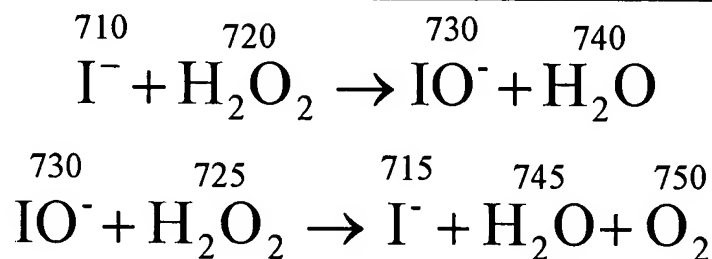 710 720 730 740
I⁻ + H₂O₂ → IO⁻ + H₂O
730 725 715 745 750
IO⁻ + H₂O₂ → I⁻ + H₂O + O₂